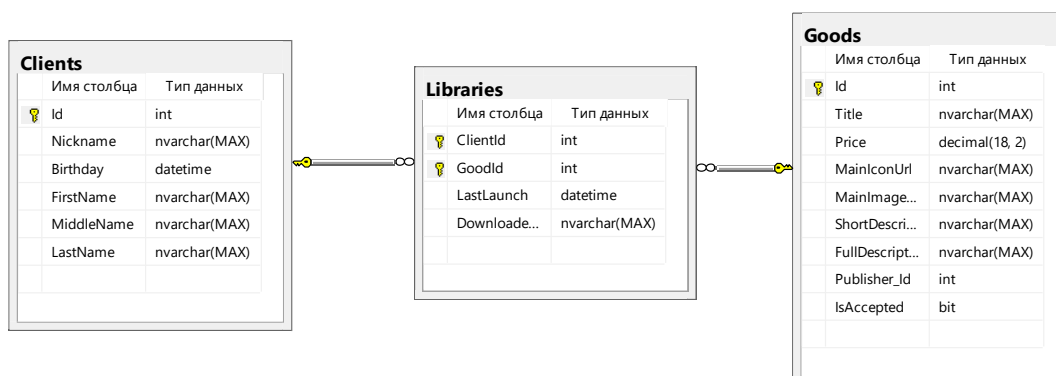 Clients
Имя столбца Тип данных
Id int
Nickname nvarchar(MAX)
Birthday datetime
FirstName nvarchar(MAX)
MiddleName nvarchar(MAX)
LastName nvarchar(MAX)
Libraries
Имя столбца Тип данных
ClientId int
GoodId int
LastLaunch datetime
Downloade... nvarchar(MAX)
Goods
Имя столбца Тип данных
Id int
Title nvarchar(MAX)
Price decimal(18, 2)
MainIconUrl nvarchar(MAX)
MainImage... nvarchar(MAX)
ShortDescri... nvarchar(MAX)
FullDescript... nvarchar(MAX)
Publisher_Id int
IsAccepted bit